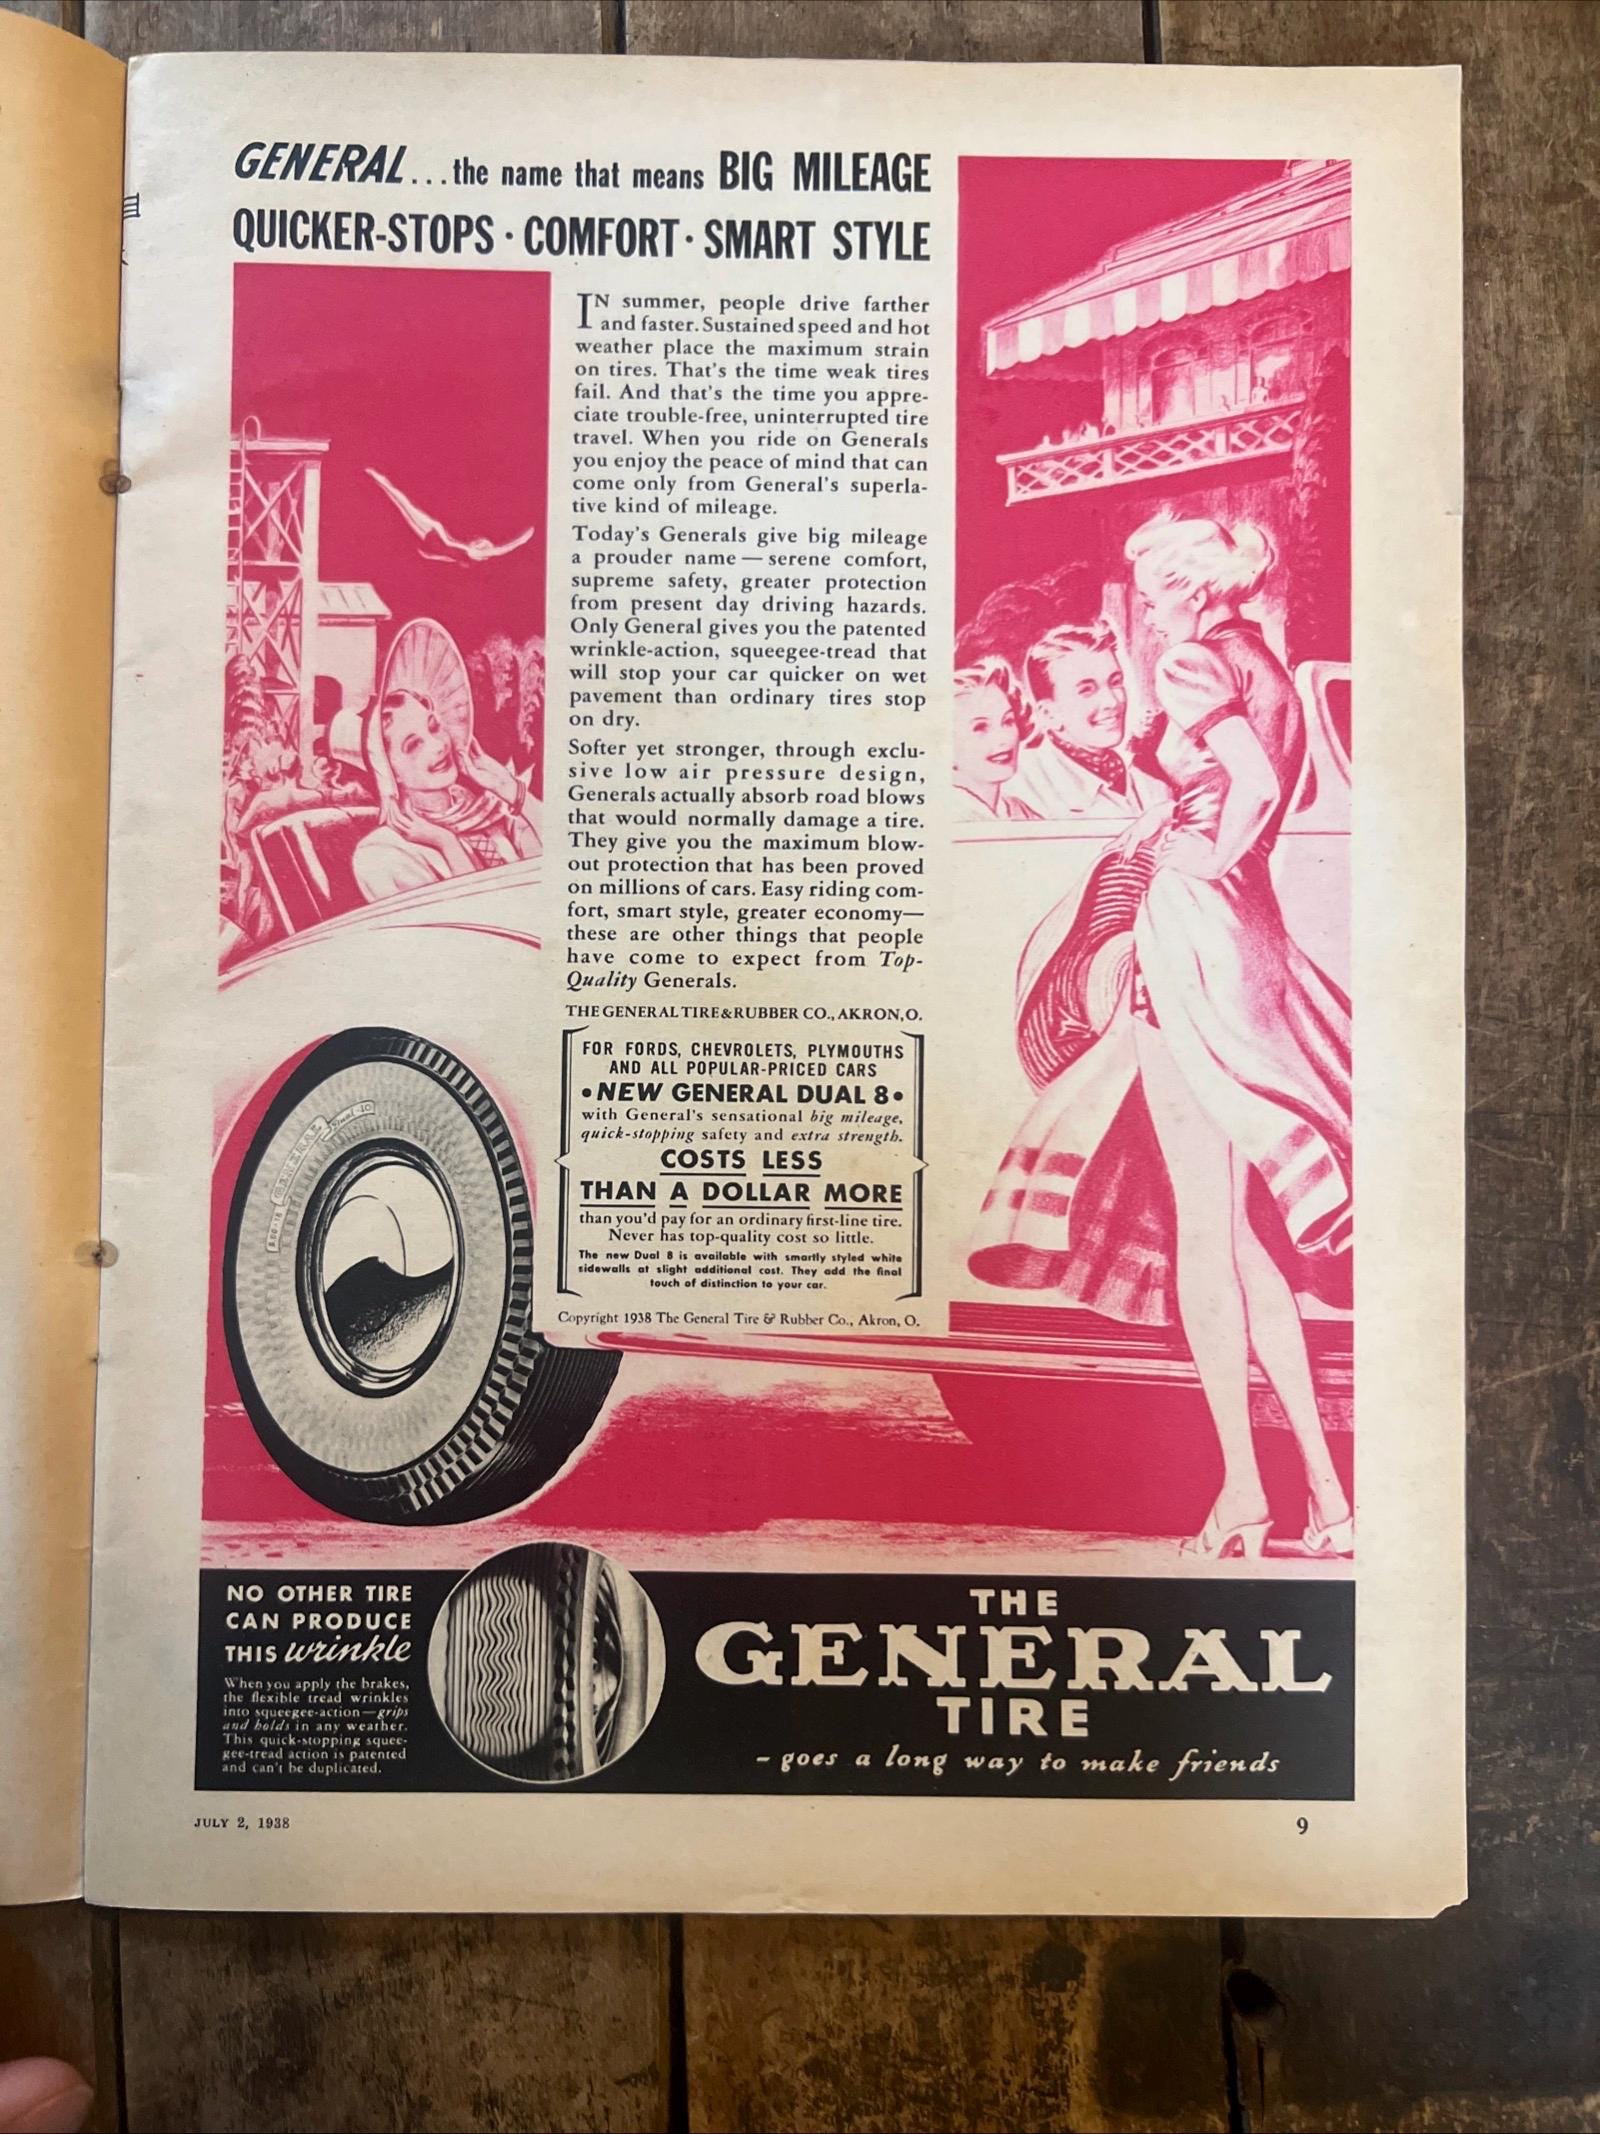 GENERAL...the name that means BIG MILEAGE
QUICKER-STOPS · COMFORT · SMART STYLE
IN summer, people drive farther
and faster. Sustained speed and hot
weather place the maximum strain
on tires. That's the time weak tires
fail. And that's the time you appre-
ciate trouble-free, uninterrupted tire
travel. When you ride on Generals
you enjoy the peace of mind that can
come only from General's superla-
tive kind of mileage.
Today's Generals give big mileage
a prouder name — serene comfort,
supreme safety, greater protection
from present day driving hazards.
Only General gives you the patented
wrinkle-action, squeegee-tread that
will stop your car quicker on wet
pavement than ordinary tires stop
on dry.
Softer yet stronger, through exclu-
sive low air pressure design,
Generals actually absorb road blows
that would normally damage a tire.
They give you the maximum blow-
out protection that has been proved
on millions of cars. Easy riding com-
fort, smart style, greater economy—
these are other things that people
have come to expect from Top-
Quality Generals.
THE GENERAL TIRE & RUBBER CO., AKRON, O.
FOR FORDS, CHEVROLETS, PLYMOUTHS
AND ALL POPULAR-PRICED CARS
• NEW GENERAL DUAL 8 •
with General's sensational big mileage,
quick-stopping safety and extra strength.
COSTS LESS
THAN A DOLLAR MORE
than you'd pay for an ordinary first-line tire.
Never has top-quality cost so little.
The new Dual 8 is available with smartly styled white
sidewalls at slight additional cost. They add the final
touch of distinction to your car.
Copyright 1938 The General Tire & Rubber Co., Akron, O.
GENERAL
NO OTHER TIRE
CAN PRODUCE
THIS wrinkle
When you apply the brakes,
the flexible tread wrinkles
into squeegee-action—grips
and holds in any weather.
This quick-stopping squee-
gee-tread action is patented
and can't be duplicated.
THE
GENERAL
TIRE
– goes a long way to make friends
JULY 2, 1938
9